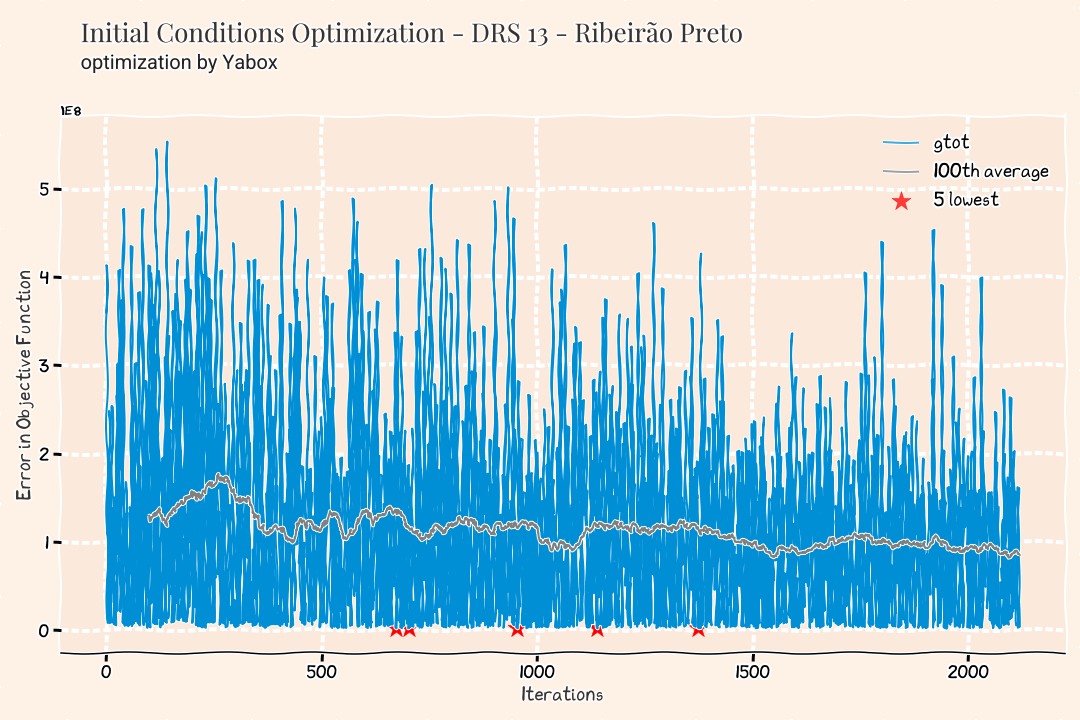 Initial Conditions Optimization - DRS 13 - Ribeirão Preto
optimization by Yabox
1E8
gtot
100th average
5 lowest
5
4
3
2
1
0
Error in Objective Function
0 500 1000 1500 2000
Iterations